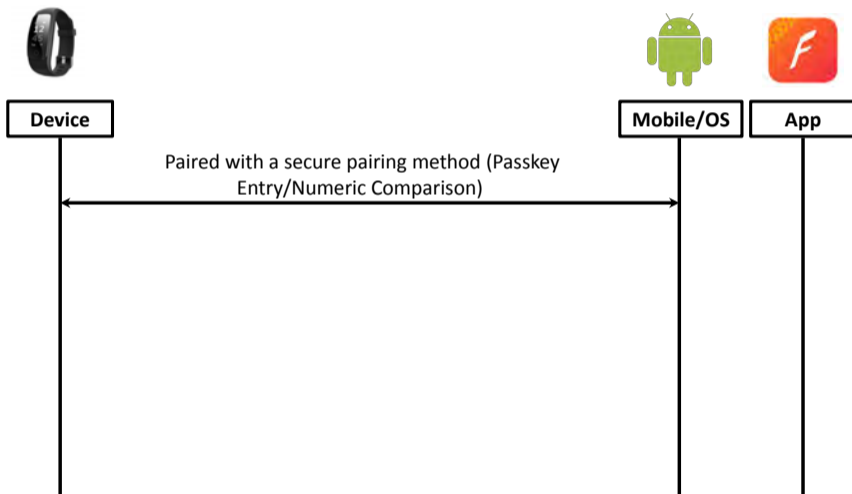 Device
Mobile/OS
App
Paired with a secure pairing method (Passkey
Entry/Numeric Comparison)